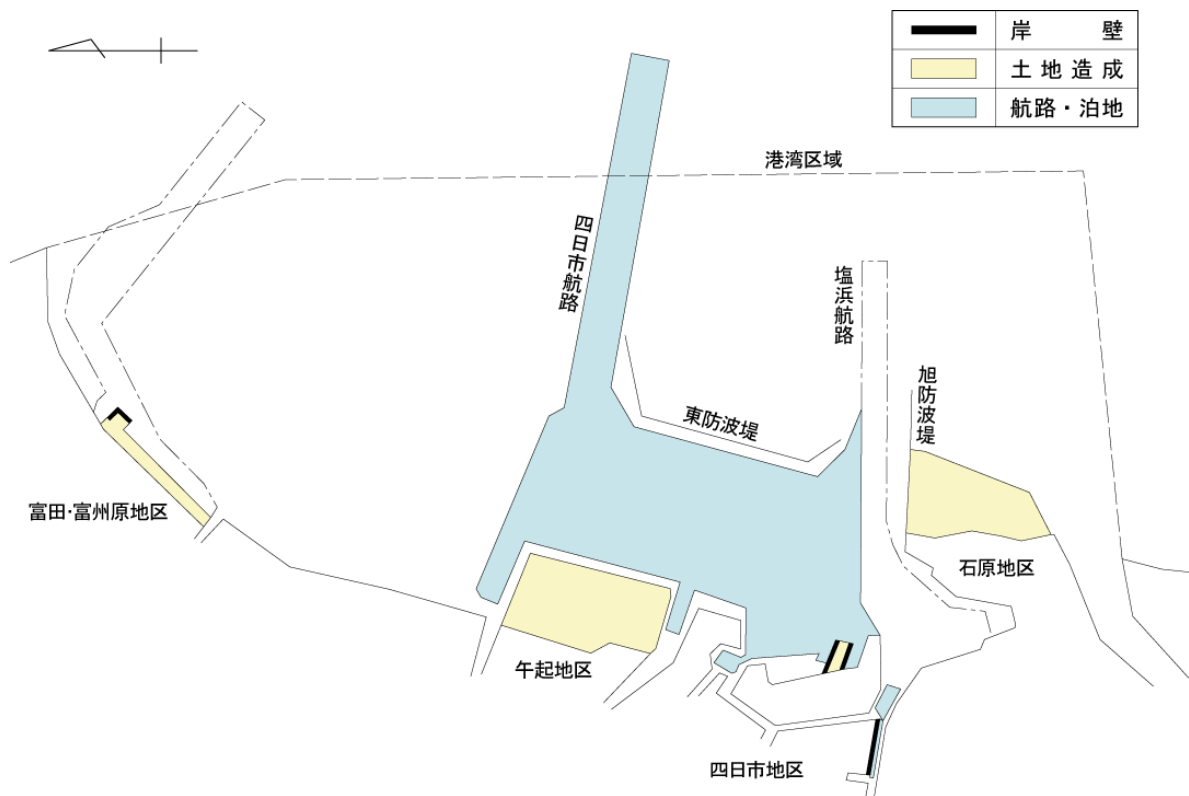 岸壁
土地造成
航路・泊地
港湾区域
四日市航路
塩浜航路
旭防波堤
東防波堤
富田・富州原地区
石原地区
午起地区
四日市地区